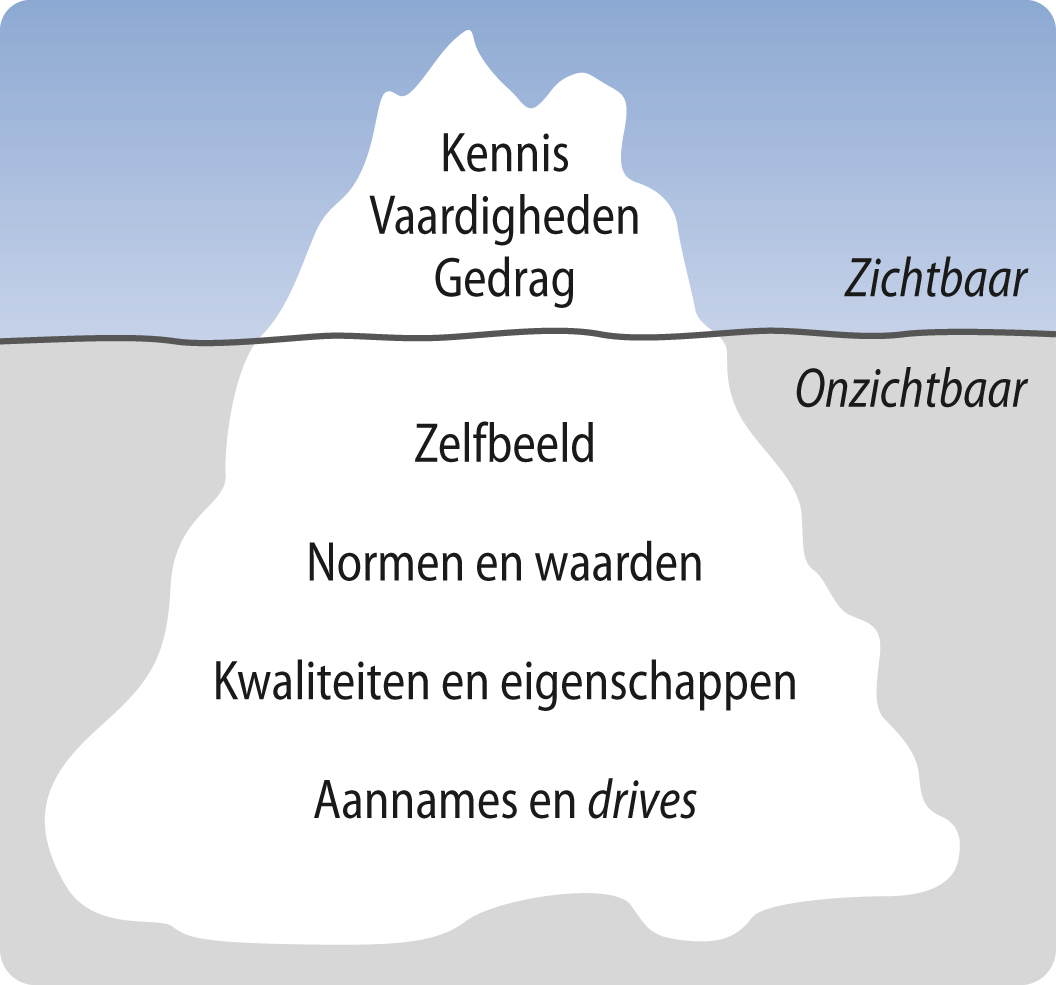 Kennis
Vaardigheden
Gedrag
Zichtbaar
Onzichtbaar
Zelfbeeld
Normen en waarden
Kwaliteiten en eigenschappen
Aannames en drives